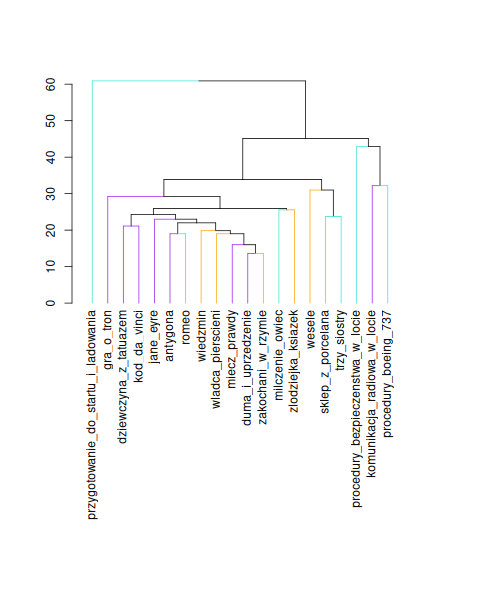 60
50
40
30
20
10
0
przygotowanie_do_startu_i_ladowania
gra_o_tron
dziewczyna_z_tatuazem
kod_da_vinci
jane_eyre
antygona
romeo
wiedzmin
wladca_pierscieni
miecz_prawdy
duma_i_uprzedzenie
zakochani_w_rzymie
milczenie_owiec
zlodziejka_ksiazek
wesele
sklep_z_porcelana
trzy_siostry
procedury_bezpieczenstwa_w_locie
komunikacja_radiowa_w_locie
procedury_boeing_737